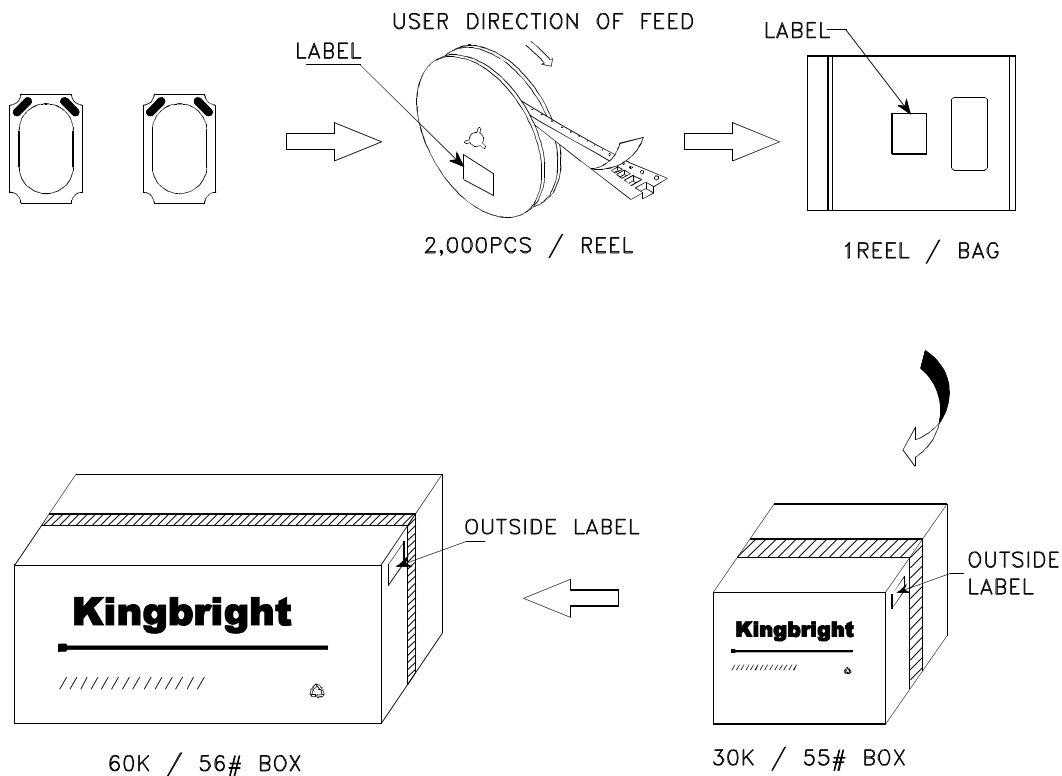 USER DIRECTION OF FEED
LABEL
LABEL
2,000PCS / REEL
1REEL / BAG
OUTSIDE LABEL
OUTSIDE
LABEL
Kingbright
Kingbright
60K / 56# BOX
30K / 55# BOX